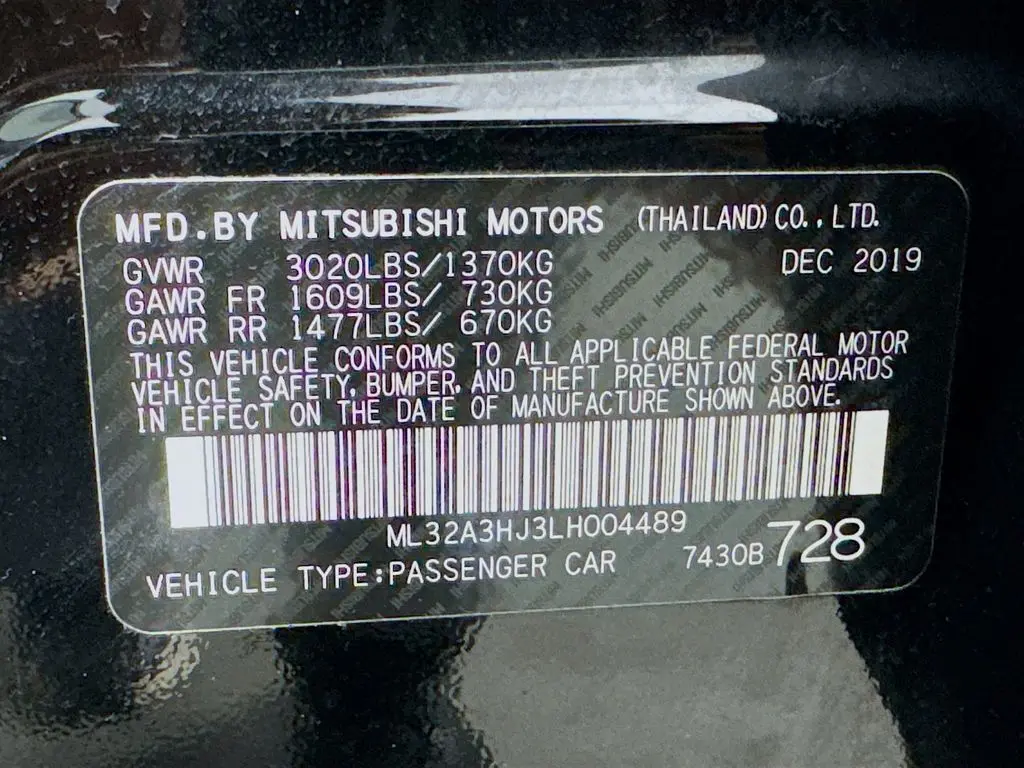 MFD.BY MITSUBISHI MOTORS (THAILAND) CO., LTD.
GVWR 3020LBS/1370KG DEC 2019
GAWR FR 1609LBS/ 730KG
GAWR RR 1477LBS/ 670KG
THIS VEHICLE CONFORMS TO ALL APPLICABLE FEDERAL MOTOR
VEHICLE SAFETY, BUMPER, AND THEFT PREVENTION STANDARDS
IN EFFECT ON THE DATE OF MANUFACTURE SHOWN ABOVE.
ML32A3HJ3LH004489
VEHICLE TYPE:PASSENGER CAR 7430B 728